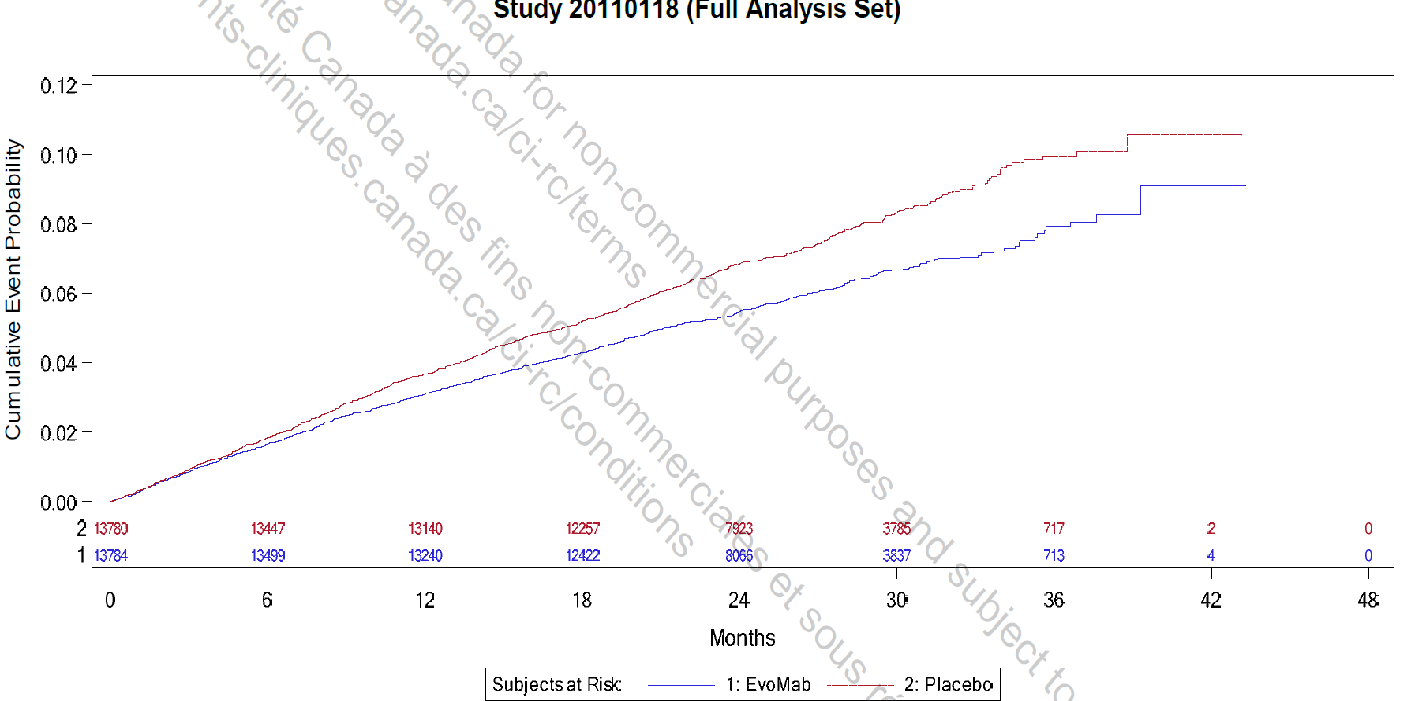 Study 20110118 (Full Analysis Set)
nts-cliniques.canada.ca/ci-rc/conditions
ité Canada à des fins non-commerciales et sous ré
anada.ca/ci-rc/terms
anada for non-commercial purposes and subject to
Cumulative Event Probability
0.12
0.10
0.08
0.06
0.04
0.02
0.00
2 13780 13447 13140 12257 7923 3785 717 2 0
1 13784 13499 13240 12422 8066 3837 713 4 0
0 6 12 18 24 30 36 42 48
Months
Subjects at Risk: 1: EvoMab 2: Placebo